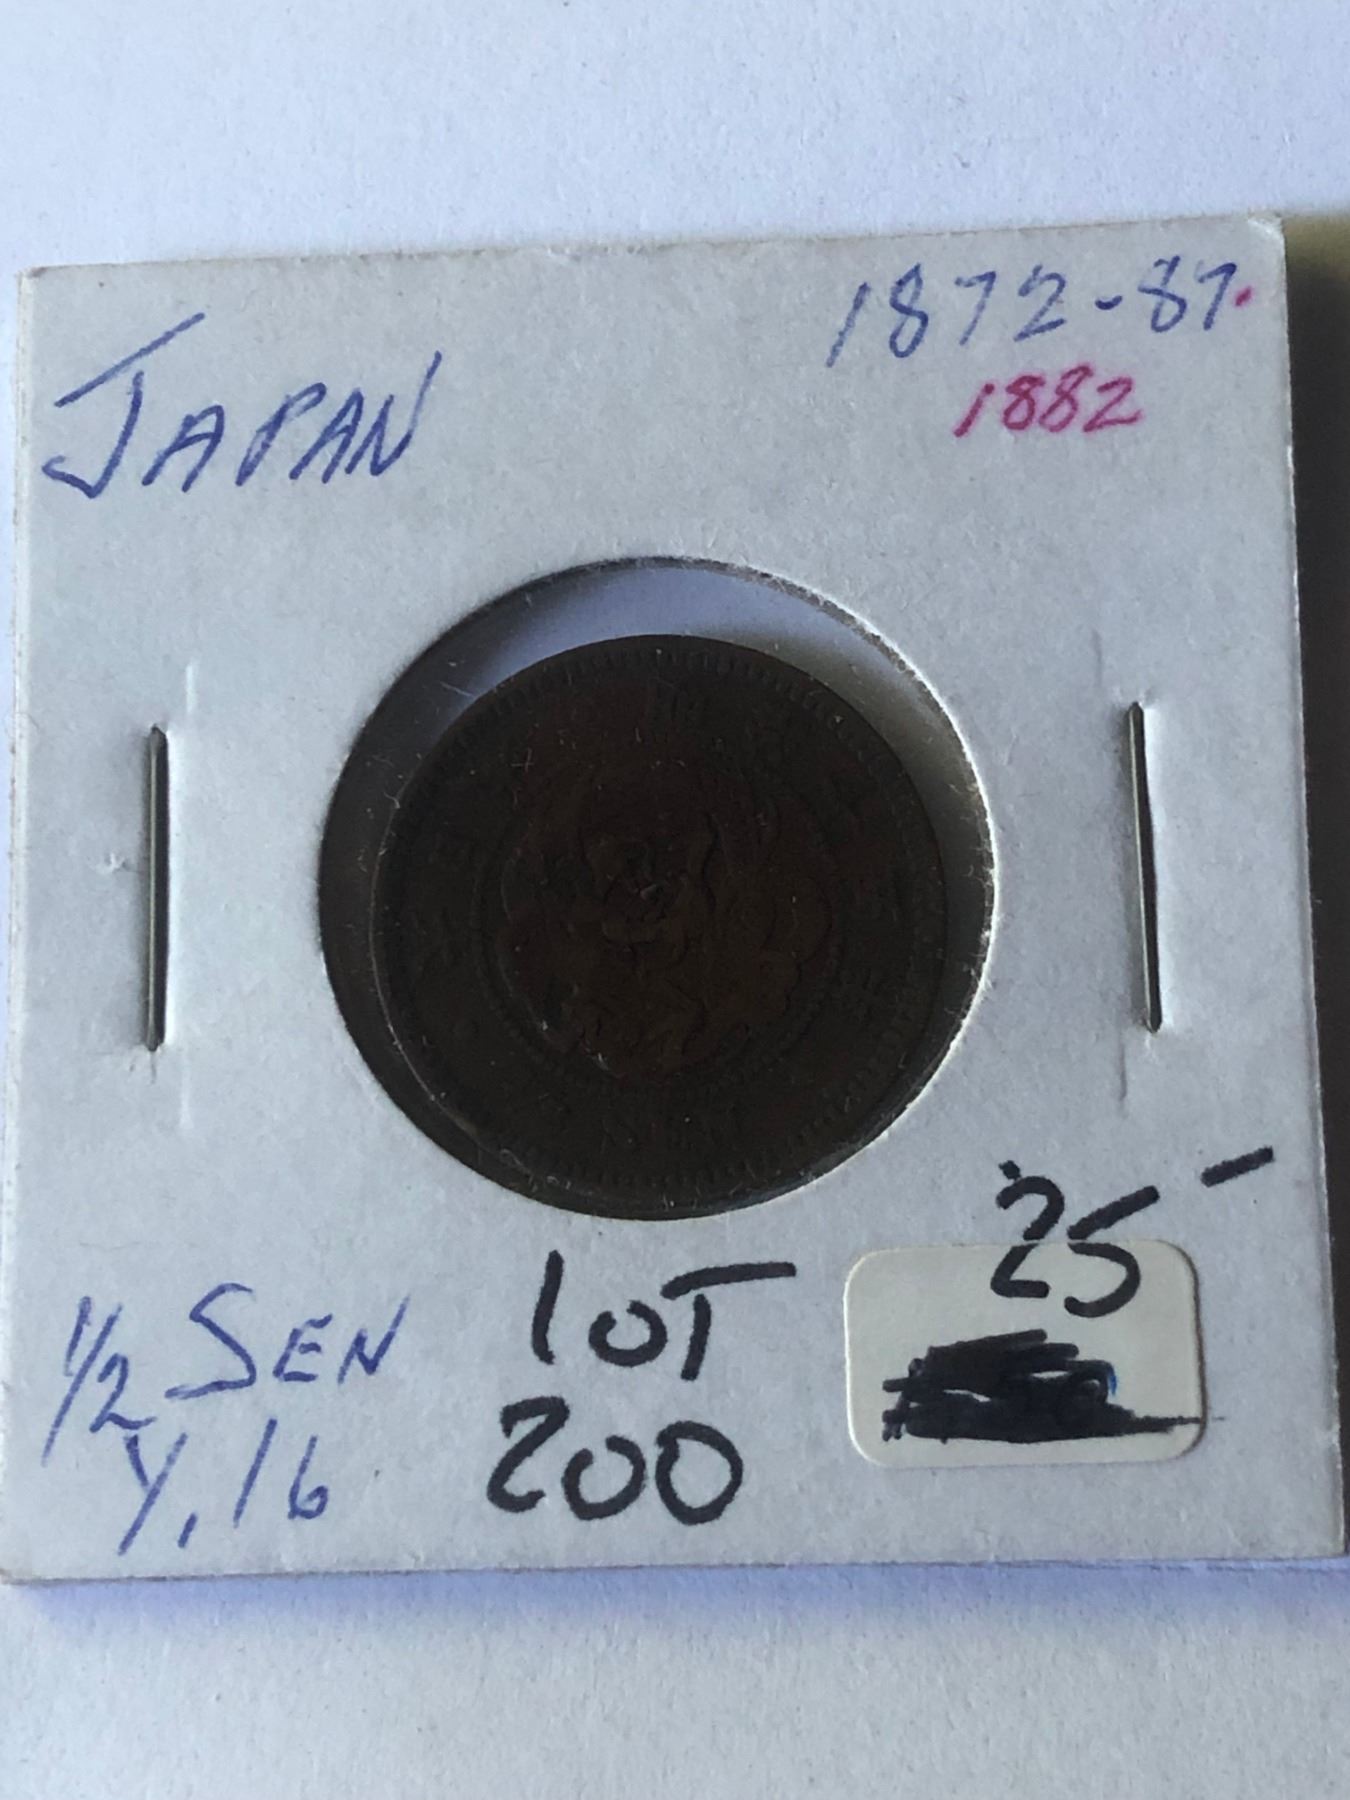 JAPAN
1872-87.
1882
25-
1/2 SEN
Y.16
LOT
200